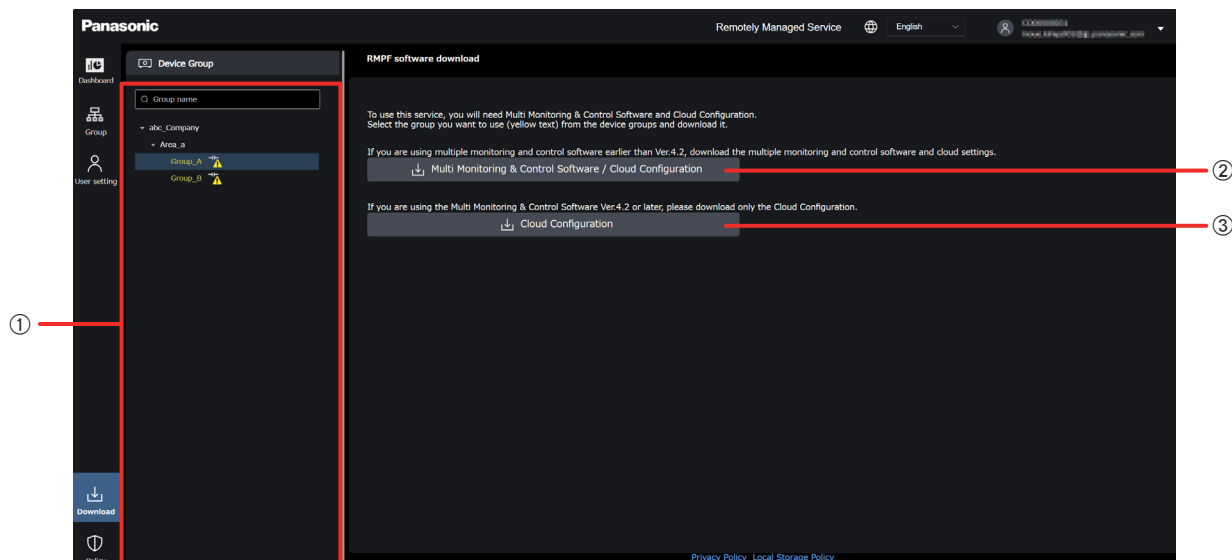 Panasonic
Remotely Managed Service
English
Dashboard
Group
User setting
Download
Policy
Device Group
Group name
abc_Company
Area_a
Group_A
Group_B
RMPF software download
To use this service, you will need Multi Monitoring & Control Software and Cloud Configuration.
Select the group you want to use (yellow text) from the device groups and download it.
If you are using multiple monitoring and control software earlier than Ver.4.2, download the multiple monitoring and control software and cloud settings.
Multi Monitoring & Control Software / Cloud Configuration
②
If you are using the Multi Monitoring & Control Software Ver.4.2 or later, please download only the Cloud Configuration.
Cloud Configuration
③
①
Privacy Policy Local Storage Policy